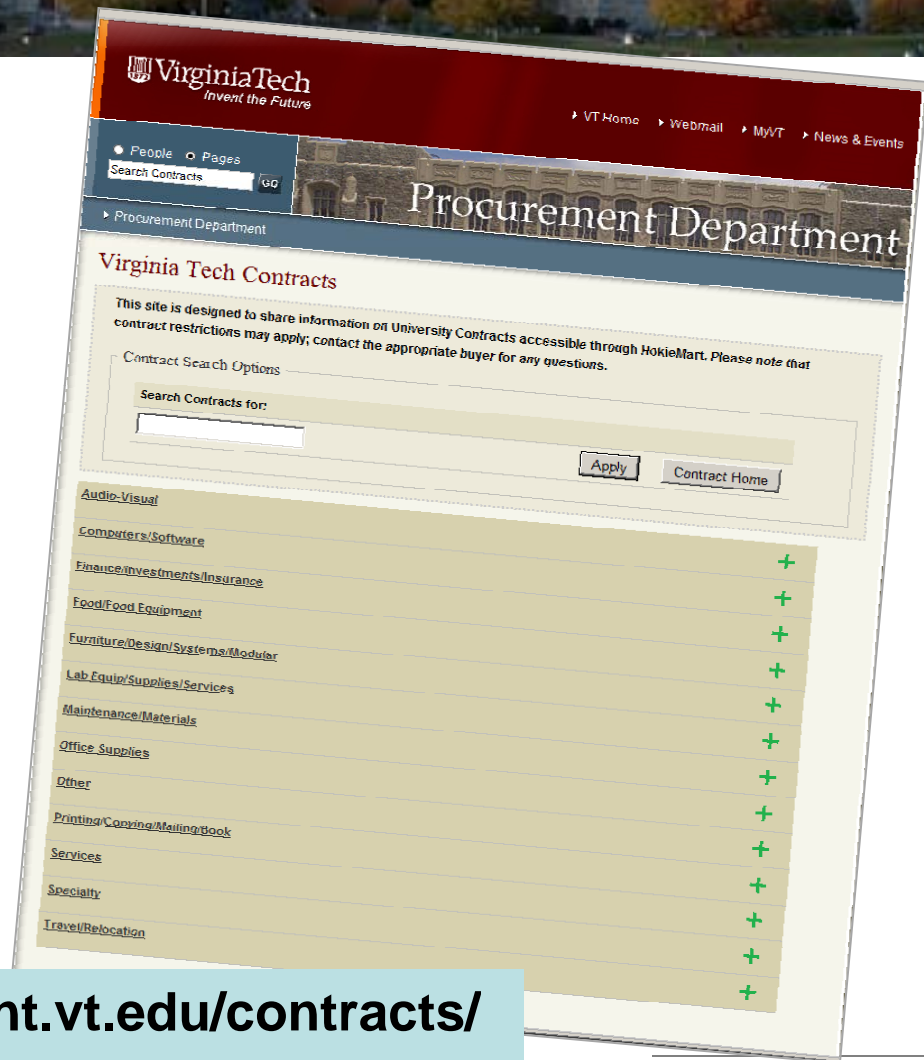 VirginiaTech
Invent the Future
VT Home Webmail MyVT News & Events
People Pages
Search Contracts GO
Procurement Department
Procurement Department
Virginia Tech Contracts
This site is designed to share information on University Contracts accessible through HokieMart. Please note that
contract restrictions may apply; contact the appropriate buyer for any questions.
Contract Search Options
Search Contracts for:
Apply Contract Home
Audio-Visual
Computers/Software
Finance/Investments/Insurance
Food/Food Equipment
Furniture/Design/Systems/Modular
Lab Equip/Supplies/Services
Maintenance/Materials
Office Supplies
Other
Printing/Copying/Mailing/Book
Services
Specialty
Travel/Relocation
nt.vt.edu/contracts/